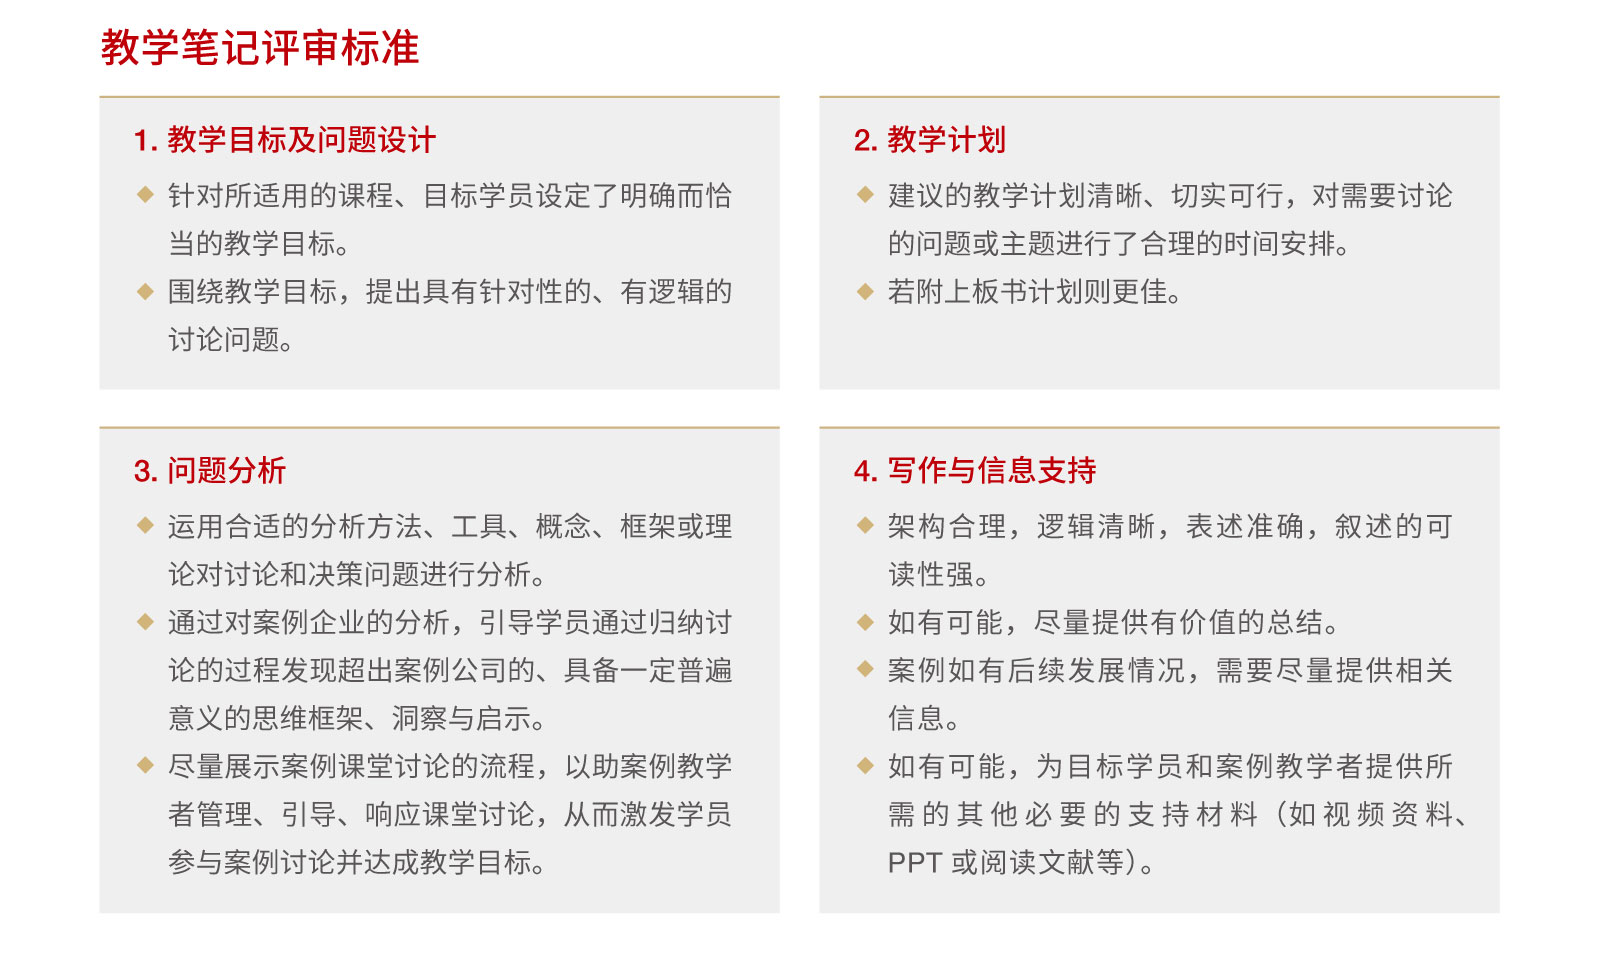 教学笔记评审标准
1. 教学目标及问题设计
针对所适用的课程、目标学员设定了明确而恰
当的教学目标。
围绕教学目标，提出具有针对性的、有逻辑的
讨论问题。
2. 教学计划
建议的教学计划清晰、切实可行，对需要讨论
的问题或主题进行了合理的时间安排。
若附上板书计划则更佳。
3. 问题分析
运用合适的分析方法、工具、概念、框架或理
论对讨论和决策问题进行分析。
通过对案例企业的分析，引导学员通过归纳讨
论的过程发现超出案例公司的、具备一定普遍
意义的思维框架、洞察与启示。
尽量展示案例课堂讨论的流程，以助案例教学
者管理、引导、响应课堂讨论，从而激发学员
参与案例讨论并达成教学目标。
4. 写作与信息支持
架构合理，逻辑清晰，表述准确，叙述的可
读性强。
如有可能，尽量提供有价值的总结。
案例如有后续发展情况，需要尽量提供相关
信息。
如有可能，为目标学员和案例教学者提供所
需的其他必要的支持材料（如视频资料、
PPT 或阅读文献等）。